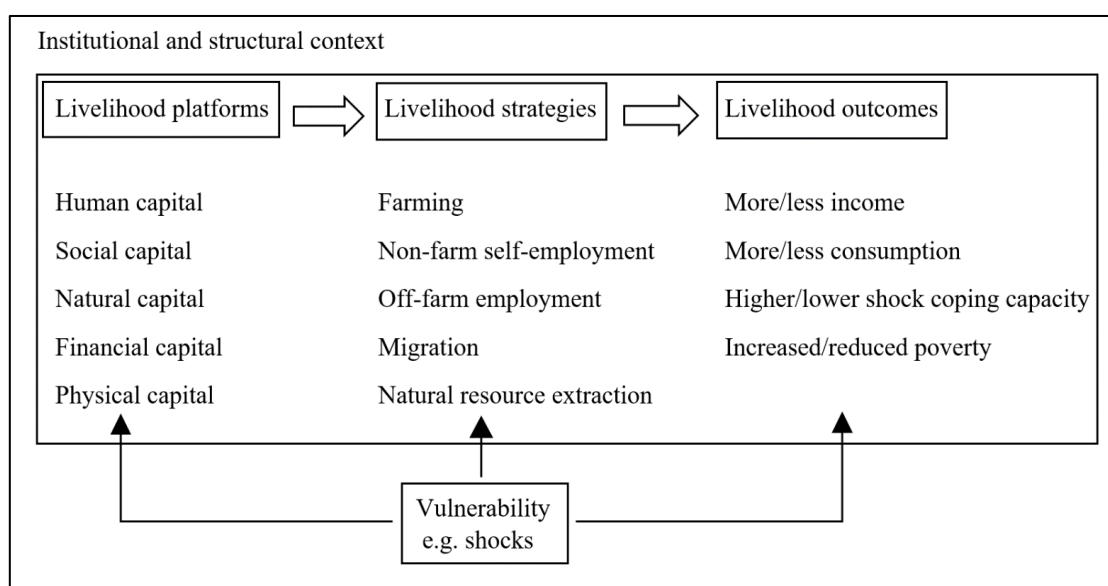 Institutional and structural context
Livelihood platforms
Livelihood strategies
Livelihood outcomes
Human capital
Farming
More/less income
Social capital
Non-farm self-employment
More/less consumption
Natural capital
Off-farm employment
Higher/lower shock coping capacity
Financial capital
Migration
Increased/reduced poverty
Physical capital
Natural resource extraction
Vulnerability
e.g. shocks